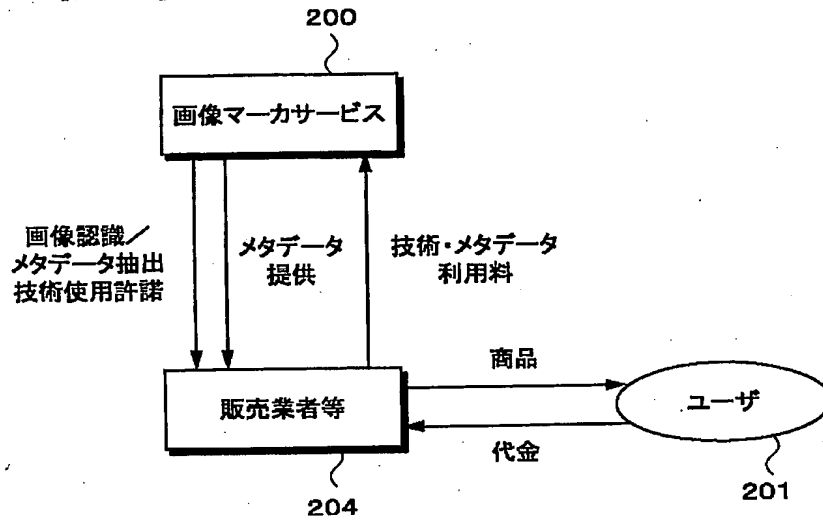 200
画像マーカサービス
画像認識／
メタデータ抽出
技術使用許諾
メタデータ
提供
技術・メタデータ
利用料
商品
販売業者等
ユーザ
代金
204
201